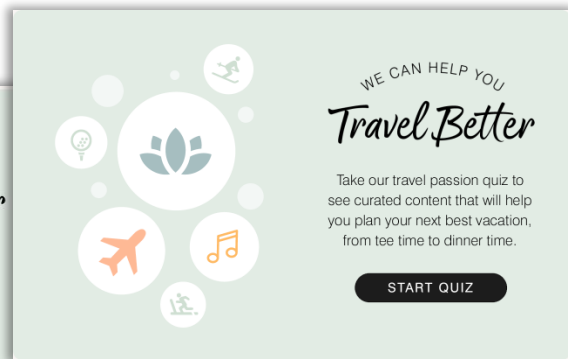 WE CAN HELP YOU
Travel Better
Take our travel passion quiz to
see curated content that will help
you plan your next best vacation,
from tee time to dinner time.
START QUIZ